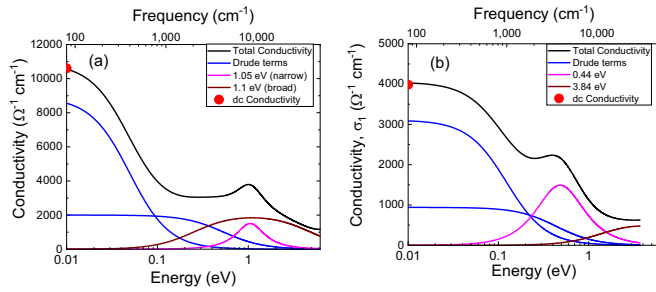 Frequency (cm⁻¹)
100 1,000 10,000
12000
10000
8000
6000
4000
2000
0
Conductivity (Ω⁻¹ cm⁻¹)
(a)
Total Conductivity
Drude terms
1.05 eV (narrow)
1.1 eV (broad)
dc Conductivity
0.01 0.1 1
Energy (eV)
Frequency (cm⁻¹)
100 1,000 10,000
5000
4000
3000
2000
1000
0
Conductivity, σ₁ (Ω⁻¹ cm⁻¹)
(b)
Total Conductivity
Drude terms
0.44 eV
3.84 eV
dc Conductivity
0.01 0.1 1
Energy (eV)